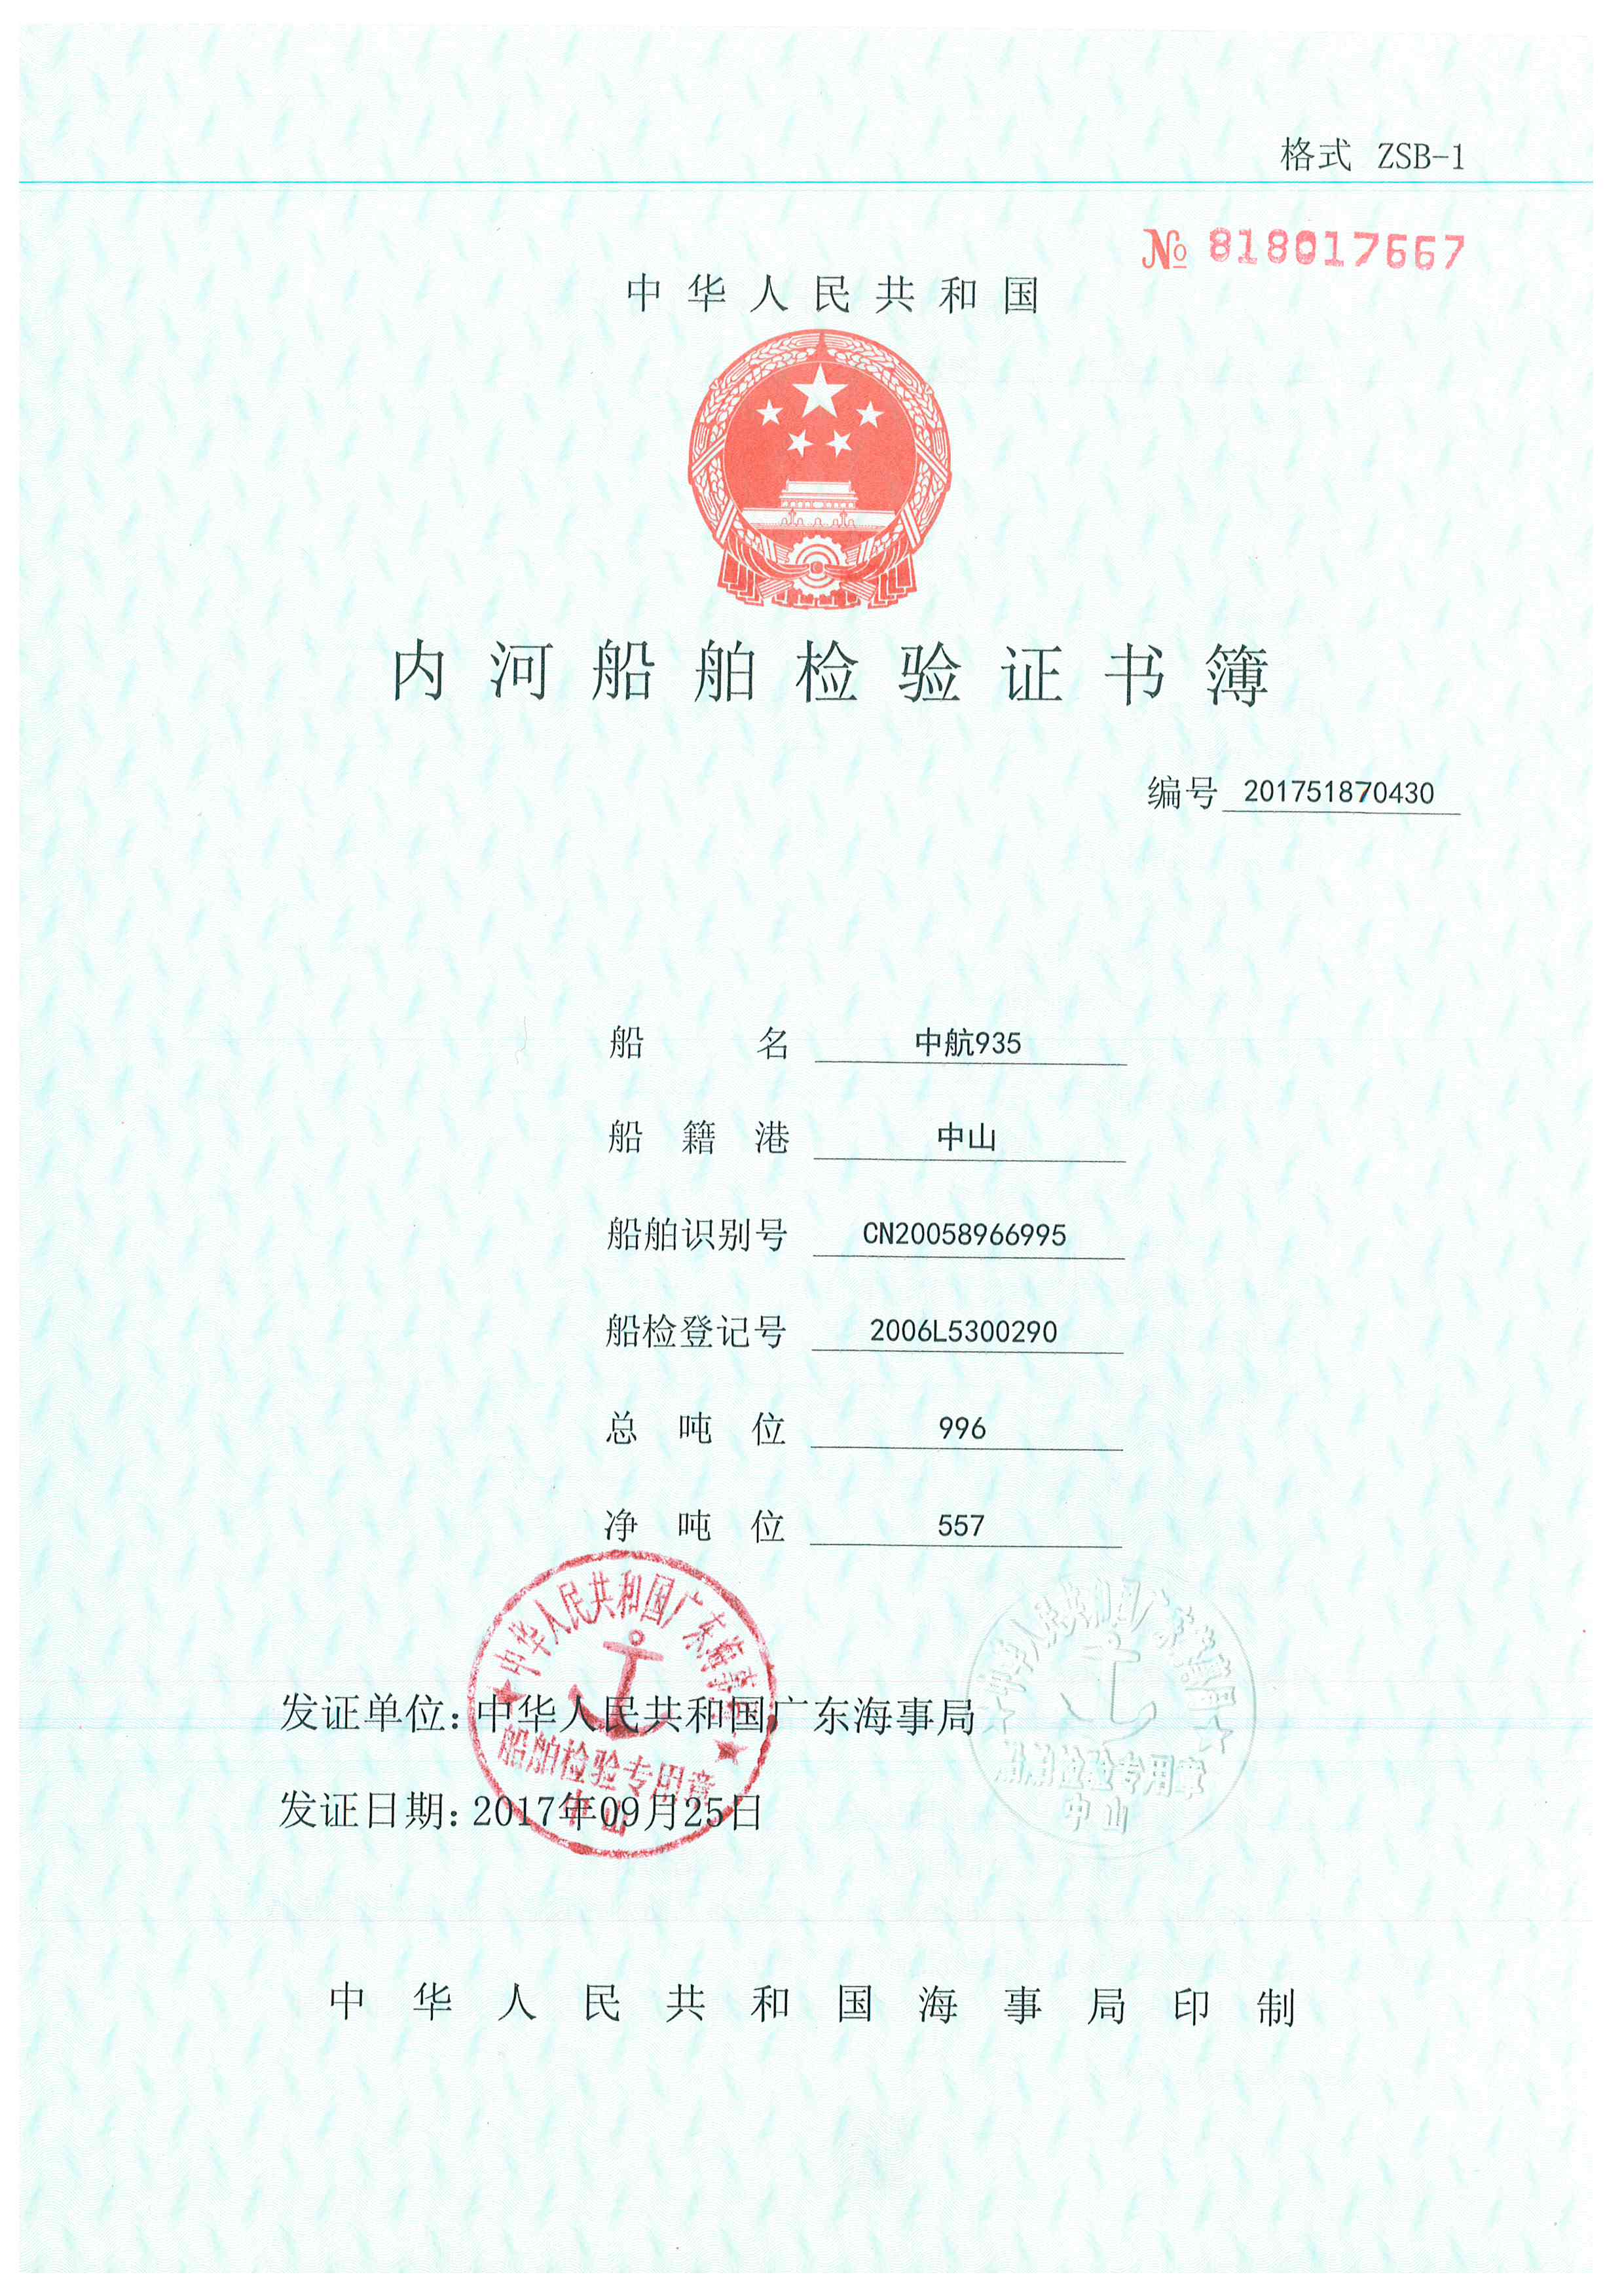 格式 ZSB-1
№ 818017667
中华人民共和国
内河船舶检验证书簿
编号 201751870430
船名 中航935
船籍港 中山
船舶识别号 CN20058966995
船检登记号 2006L5300290
总吨位 996
净吨位 557
中华人民共和国广东海事局
船舶检验专用章
中山
中华人民共和国广东海事局
船舶检验专用章
中山
发证单位:中华人民共和国广东海事局
发证日期:2017年09月25日
中华人民共和国海事局印制